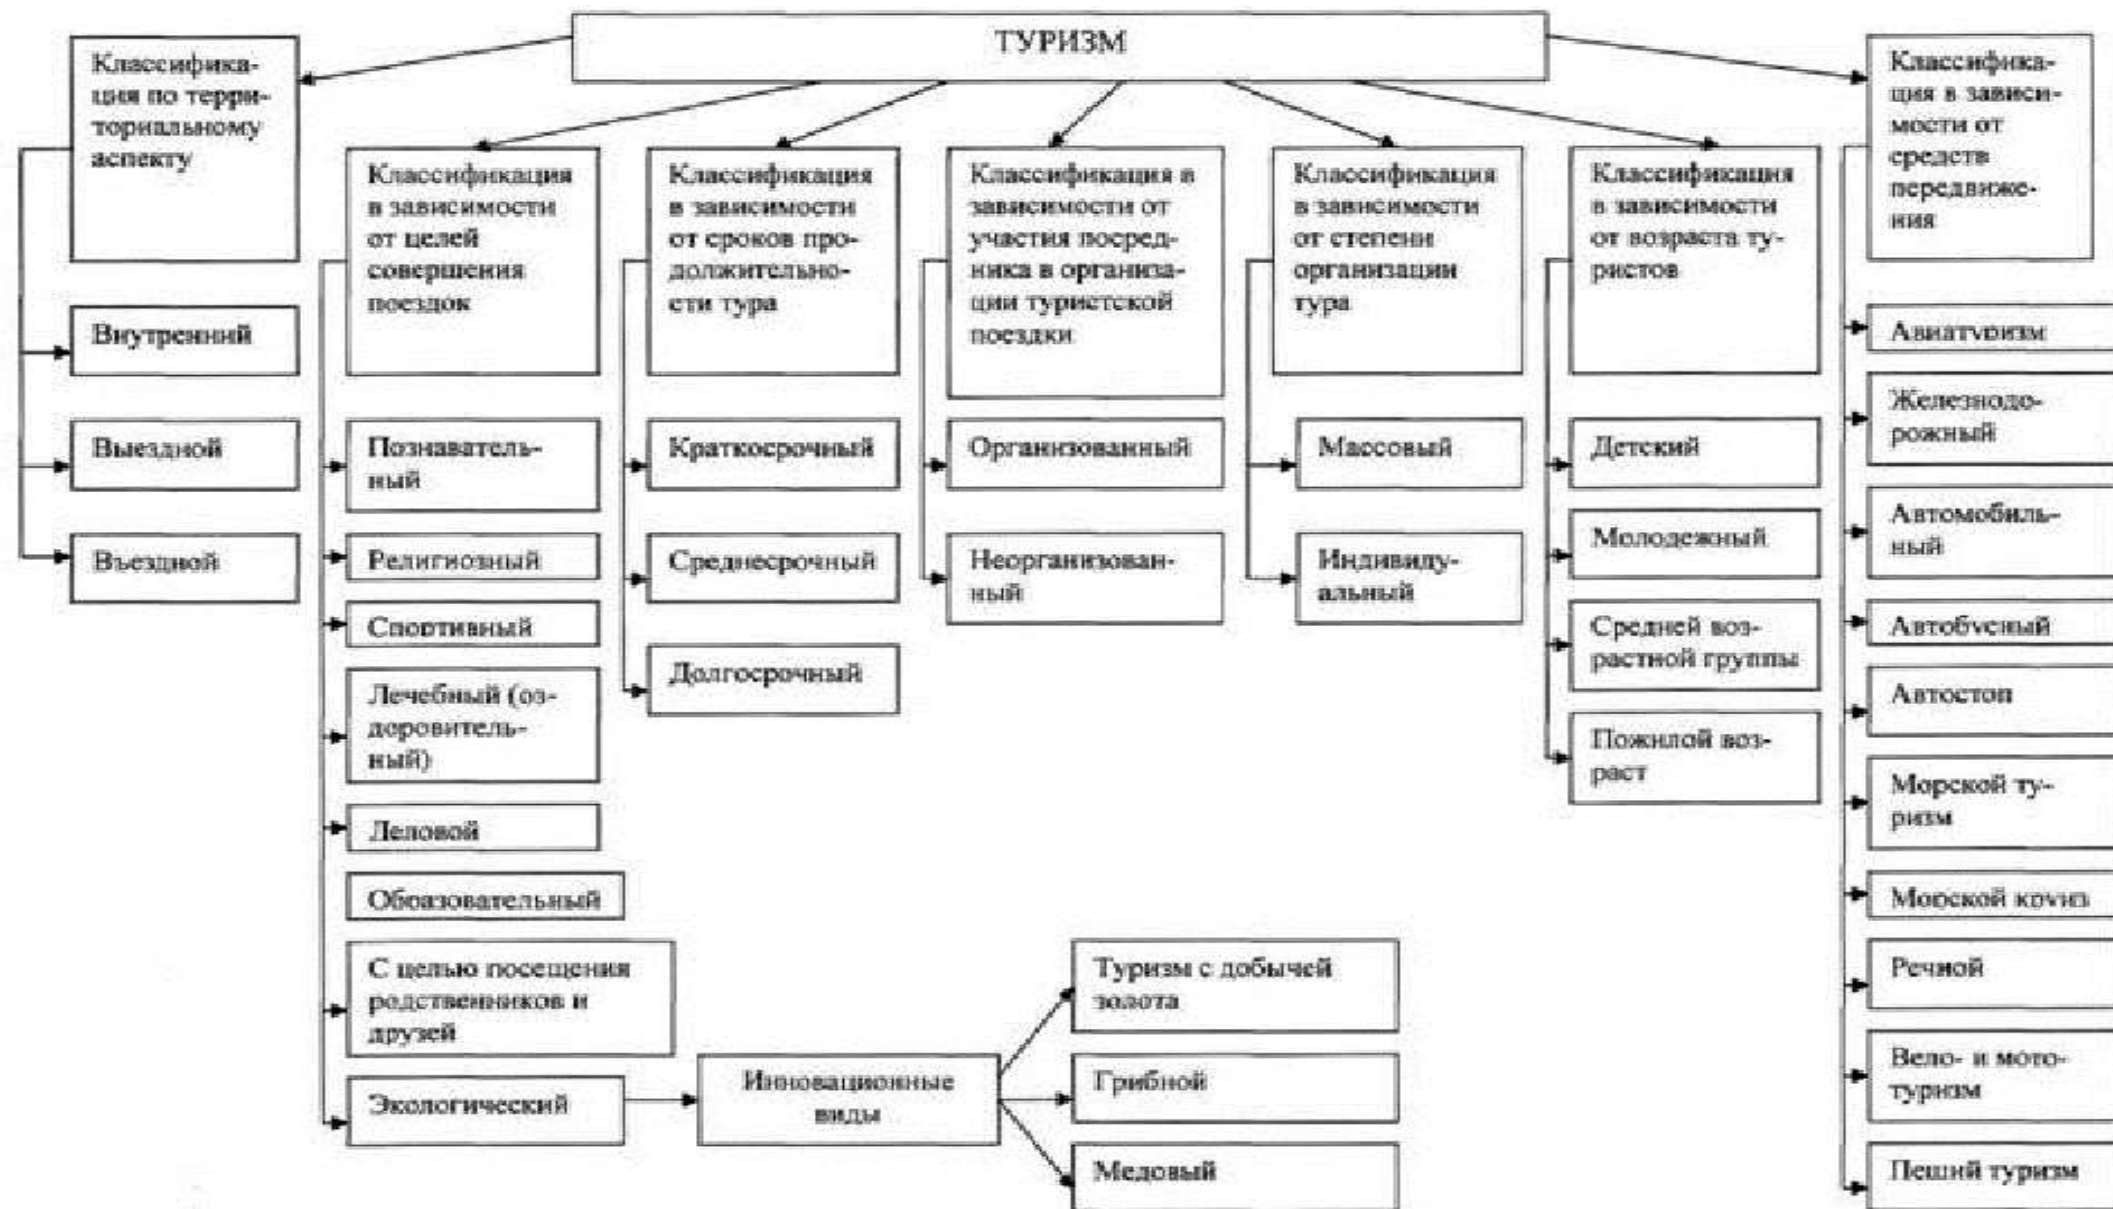 ТУРИЗМ
Классифика-
ция по терри-
ториальному
аспекту
Внутренний
Выездной
Въездной
Классификация
в зависимости
от целей
совершения
поездок
Познаватель-
ный
Религиозный
Спортивный
Лечебный (оз-
доровитель-
ный)
Деловой
Образовательный
С целью посещения
родственников и
друзей
Экологический
Инновационные
виды
Туризм с добычей
золота
Грибной
Медовый
Классификация
в зависимости
от сроков про-
должительно-
сти тура
Краткосрочный
Среднесрочный
Долгосрочный
Классификация в
зависимости от
участия посред-
ника в организа-
ции туристской
поездки
Организованный
Неорганизован-
ный
Классификация
в зависимости
от степени
организации
тура
Массовый
Индивиду-
альный
Классификация
в зависимости
от возраста ту-
ристов
Детский
Молодежный
Средней воз-
растной группы
Пожилой воз-
раст
Классифика-
ция в зависи-
мости от
средств
передвиже-
ния
Авиатуризм
Железнодо-
рожный
Автомобиль-
ный
Автобусный
Автостоп
Морской ту-
ризм
Морской круиз
Речной
Вело- и мото-
туризм
Пеший туризм